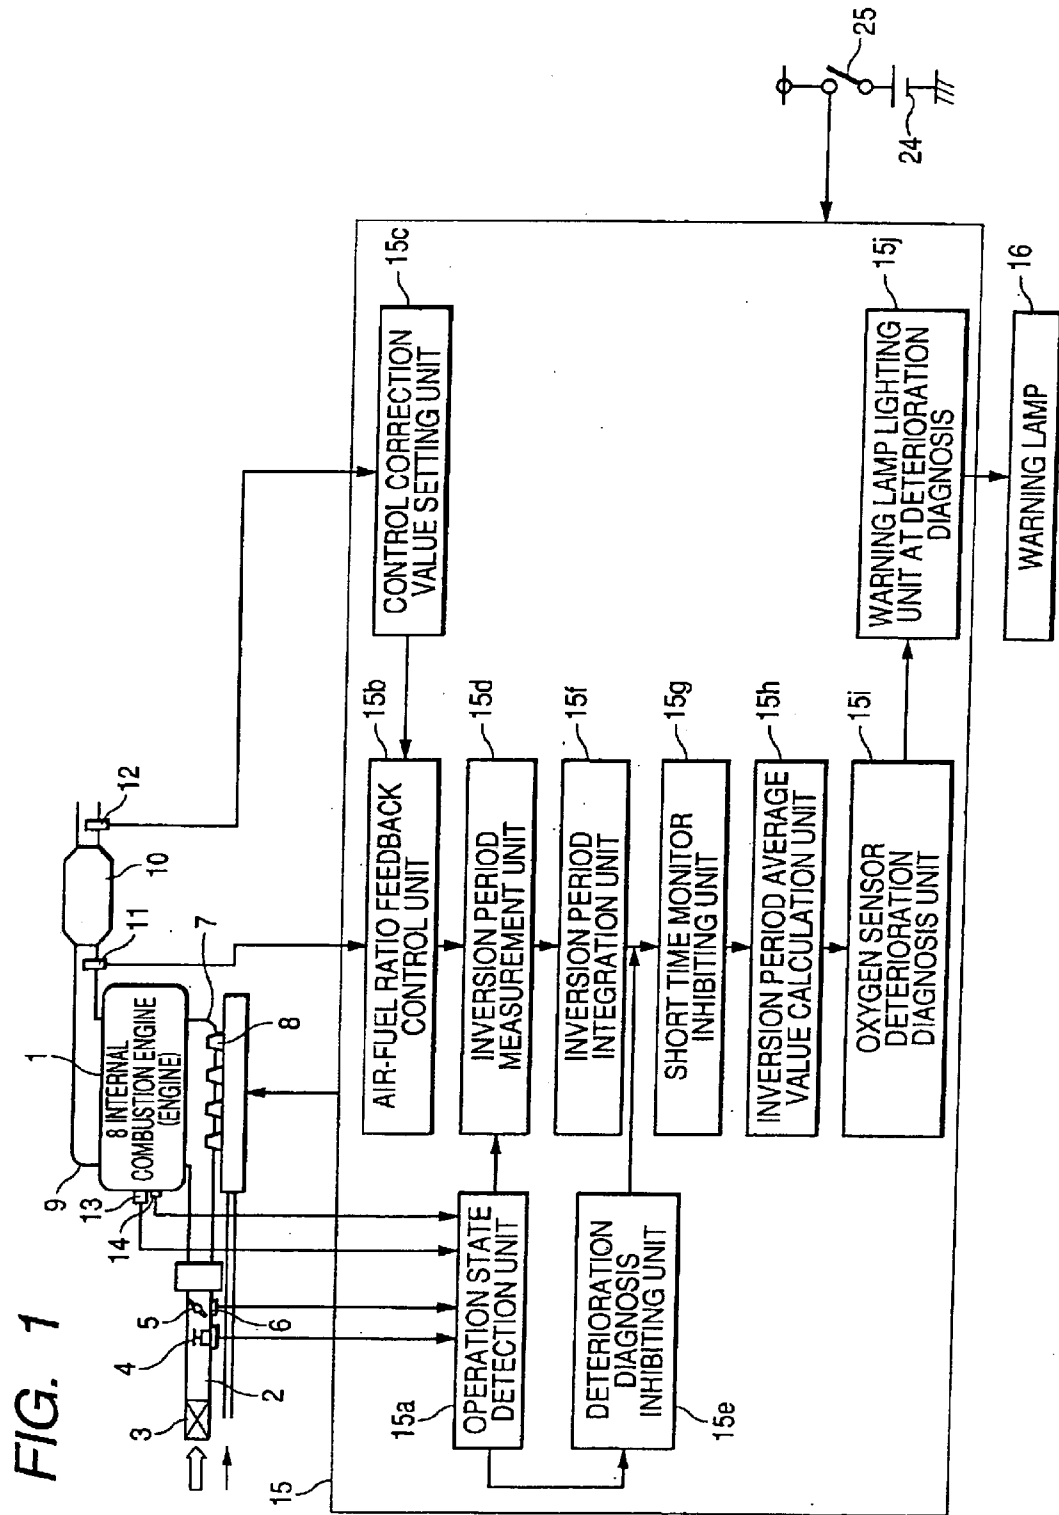 FIG. 1
1
8 INTERNAL
COMBUSTION ENGINE
(ENGINE)
9
13
14
5
4
6
3
2
7
8
11
10
12
15
15a
OPERATION STATE
DETECTION UNIT
DETERIORATION
DIAGNOSIS
INHIBITING UNIT
15e
AIR-FUEL RATIO FEEDBACK
CONTROL UNIT
15b
CONTROL CORRECTION
VALUE SETTING UNIT
15c
INVERSION PERIOD
MEASUREMENT UNIT
15d
INVERSION PERIOD
INTEGRATION UNIT
15f
SHORT TIME MONITOR
INHIBITING UNIT
15g
INVERSION PERIOD AVERAGE
VALUE CALCULATION UNIT
15h
OXYGEN SENSOR
DETERIORATION
DIAGNOSIS UNIT
15i
WARNING LAMP LIGHTING
UNIT AT DETERIORATION
DIAGNOSIS
15j
WARNING LAMP
16
24
25